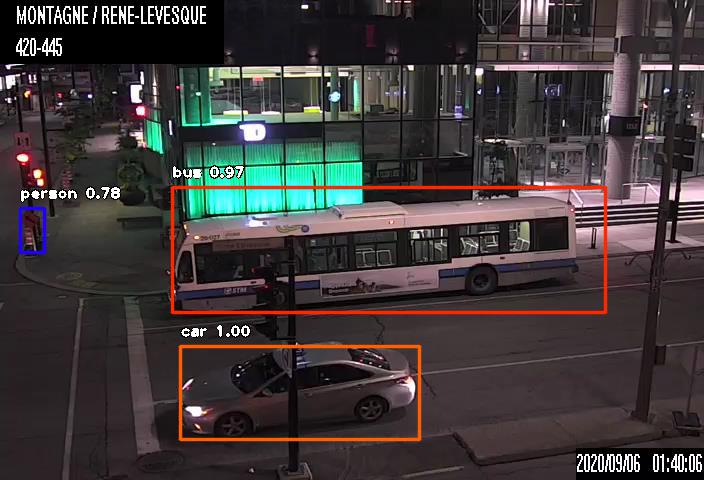 MONTAGNE / RENE-LEVESQUE
420-445
bus 0.97
person 0.78
TD
STM
car 1.00
2020/09/06 01:40:06